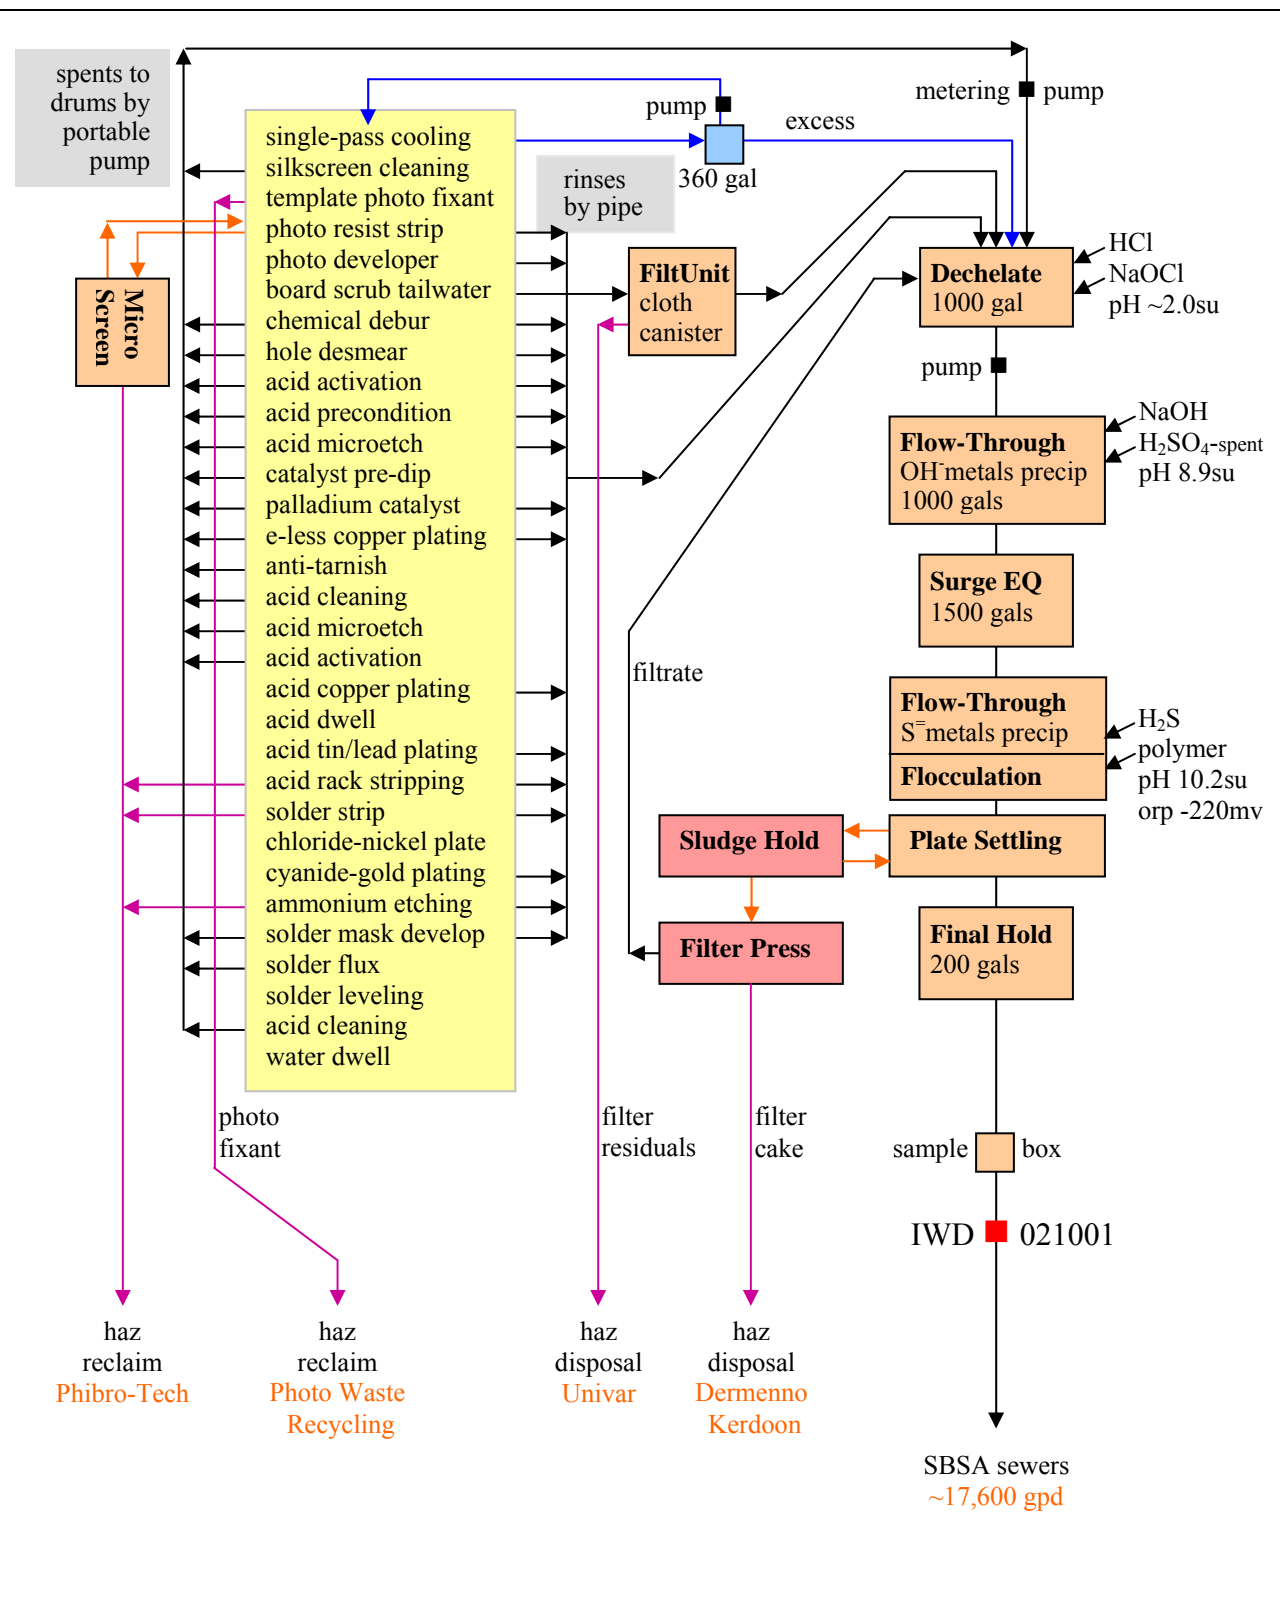 spents to
drums by
portable
pump
metering pump
pump
excess
360 gal
rinses
by pipe
single-pass cooling
silkscreen cleaning
template photo fixant
photo resist strip
photo developer
board scrub tailwater
chemical debur
hole desmear
acid activation
acid precondition
acid microetch
catalyst pre-dip
palladium catalyst
e-less copper plating
anti-tarnish
acid cleaning
acid microetch
acid activation
acid copper plating
acid dwell
acid tin/lead plating
acid rack stripping
solder strip
chloride-nickel plate
cyanide-gold plating
ammonium etching
solder mask develop
solder flux
solder leveling
acid cleaning
water dwell
Micro
Screen
FiltUnit
cloth
canister
Dechelate
1000 gal
HCl
NaOCl
pH ~2.0su
pump
Flow-Through
OH⁻metals precip
1000 gals
NaOH
H₂SO₄-spent
pH 8.9su
Surge EQ
1500 gals
filtrate
Flow-Through
S⁼metals precip
Flocculation
H₂S
polymer
pH 10.2su
orp -220mv
Sludge Hold
Plate Settling
Filter Press
Final Hold
200 gals
photo
fixant
filter
residuals
filter
cake
sample box
IWD 021001
haz
reclaim
Phibro-Tech
haz
reclaim
Photo Waste
Recycling
haz
disposal
Univar
haz
disposal
Dermenno
Kerdoon
SBSA sewers
~17,600 gpd